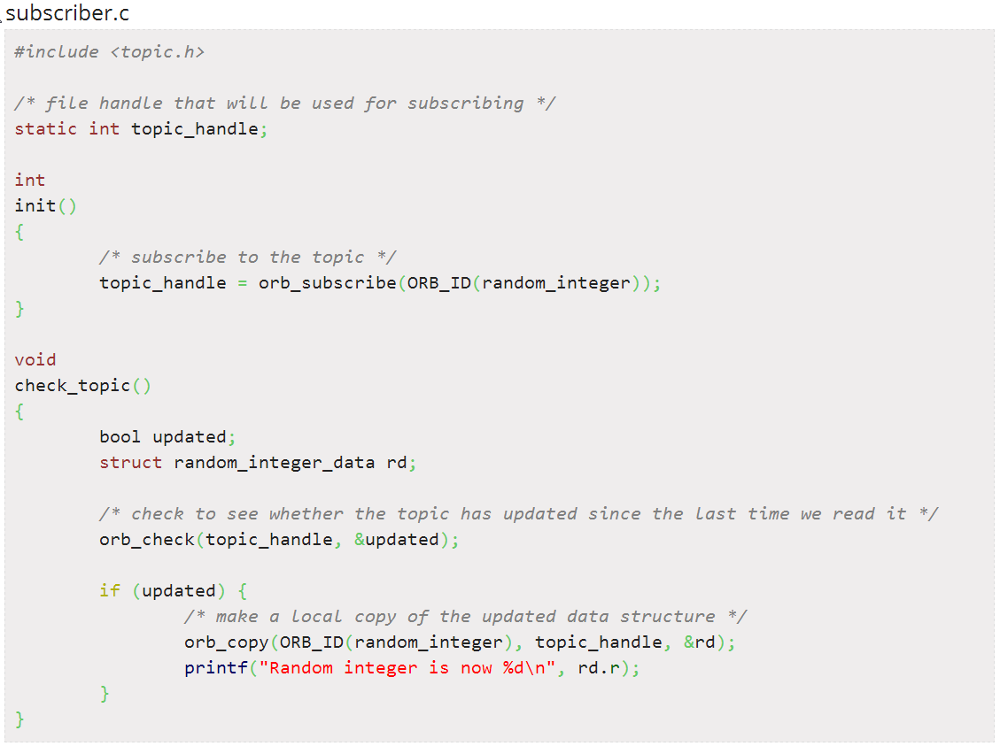 subscriber.c
#include <topic.h>
/* file handle that will be used for subscribing */
static int topic_handle;
int
init()
{
/* subscribe to the topic */
topic_handle = orb_subscribe(ORB_ID(random_integer));
}
void
check_topic()
{
bool updated;
struct random_integer_data rd;
/* check to see whether the topic has updated since the last time we read it */
orb_check(topic_handle, &updated);
if (updated) {
/* make a local copy of the updated data structure */
orb_copy(ORB_ID(random_integer), topic_handle, &rd);
printf("Random integer is now %d\n", rd.r);
}
}